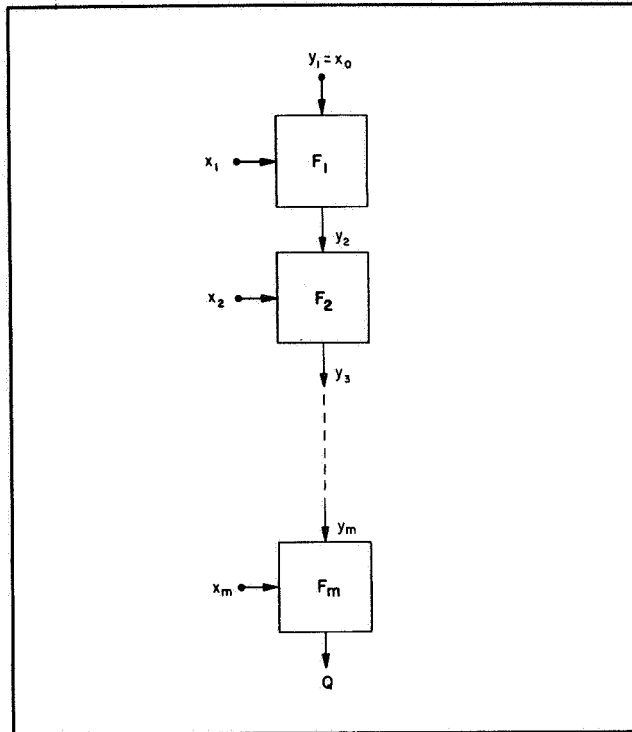 y₁ = x₀
x₁
F₁
y₂
x₂
F₂
y₃
yₘ
xₘ
Fₘ
Q